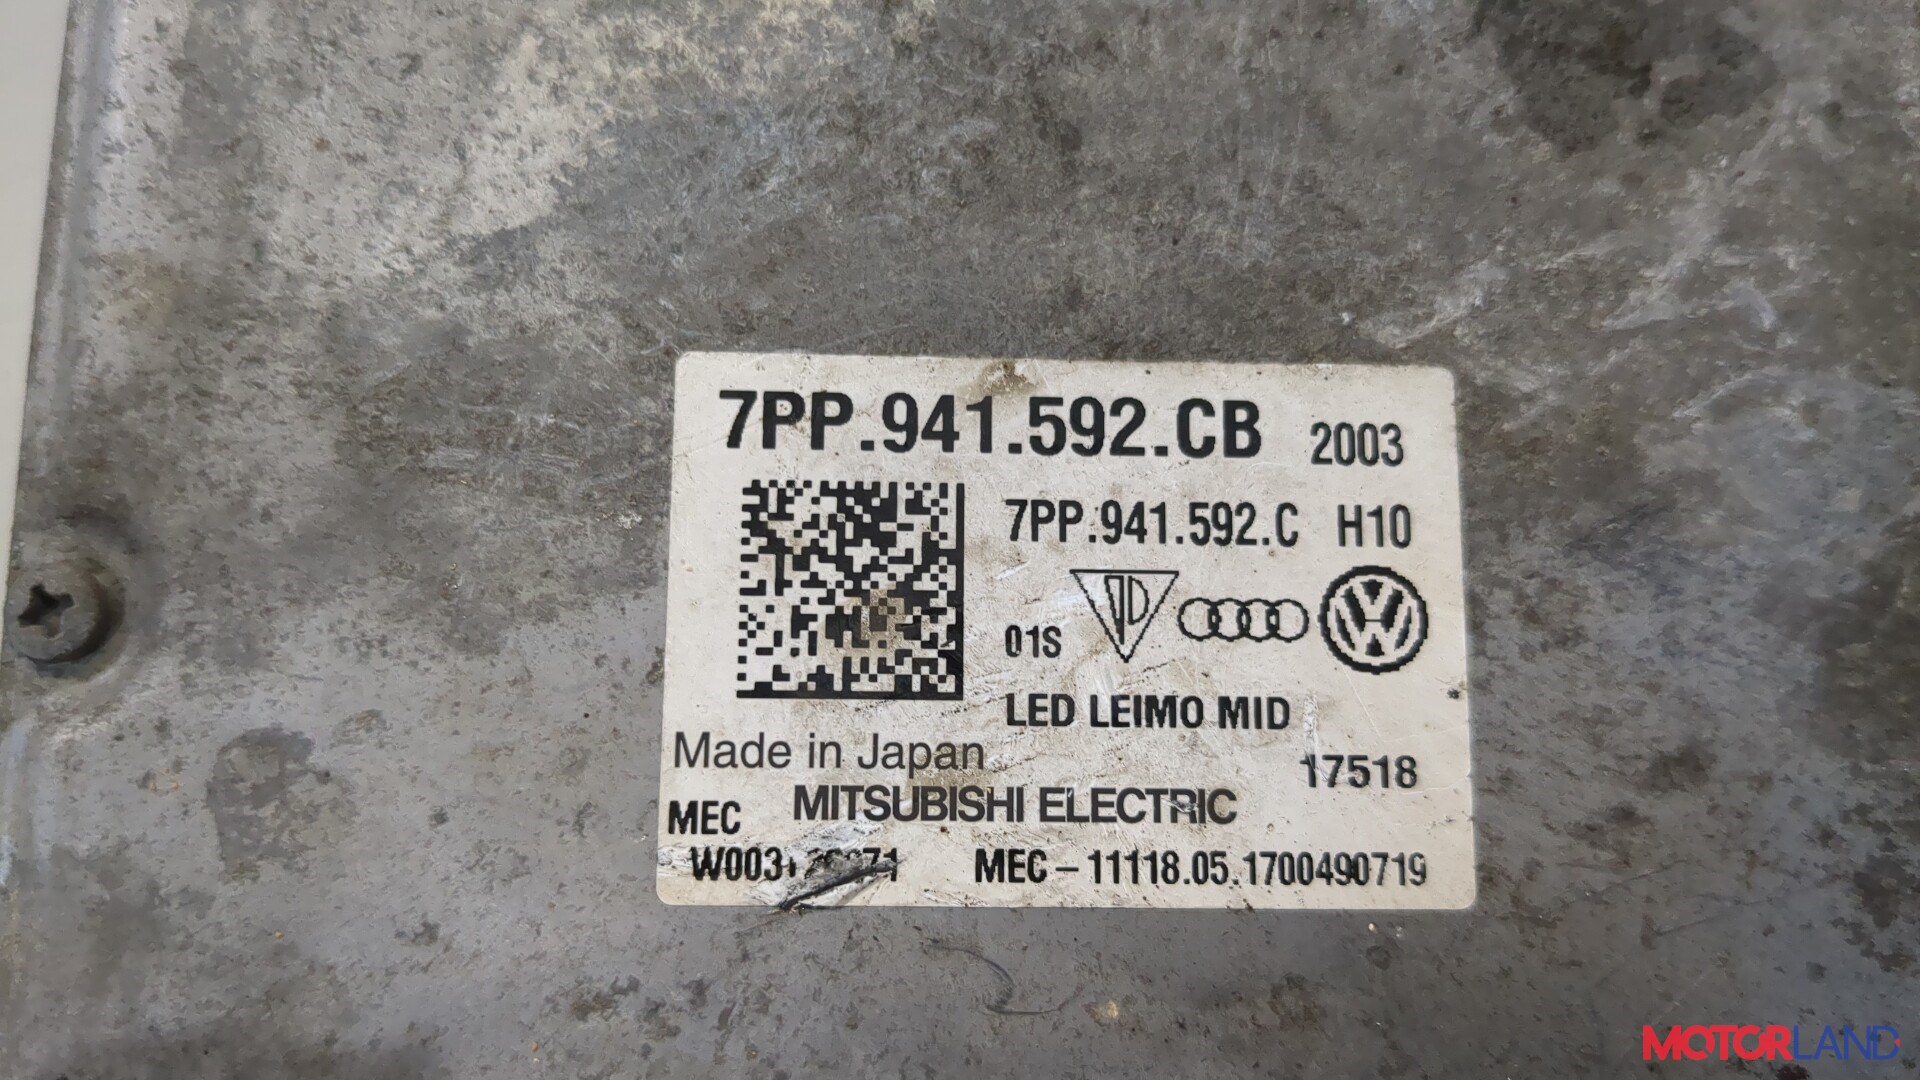 7PP.941.592.CB 2003
7PP.941.592.C H10
01S
LED LEIMO MID
Made in Japan 17518
MEC MITSUBISHI ELECTRIC
MEC-11118.05.1700490719
MOTORLAND